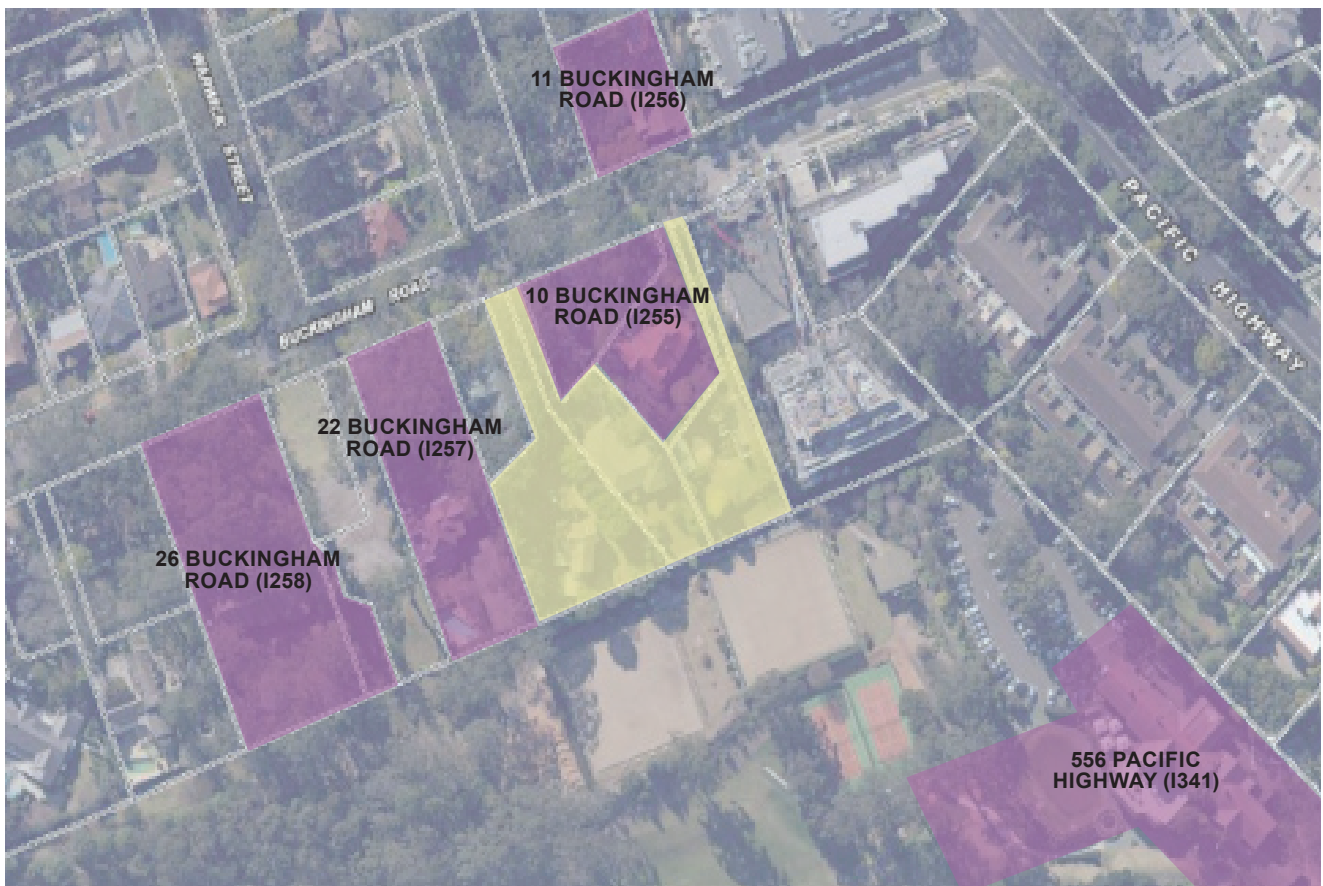 11 BUCKINGHAM
ROAD (I256)
WARWICK STREET
PACIFIC HIGHWAY
10 BUCKINGHAM
ROAD (I255)
BUCKINGHAM ROAD
22 BUCKINGHAM
ROAD (I257)
26 BUCKINGHAM
ROAD (I258)
556 PACIFIC
HIGHWAY (I341)